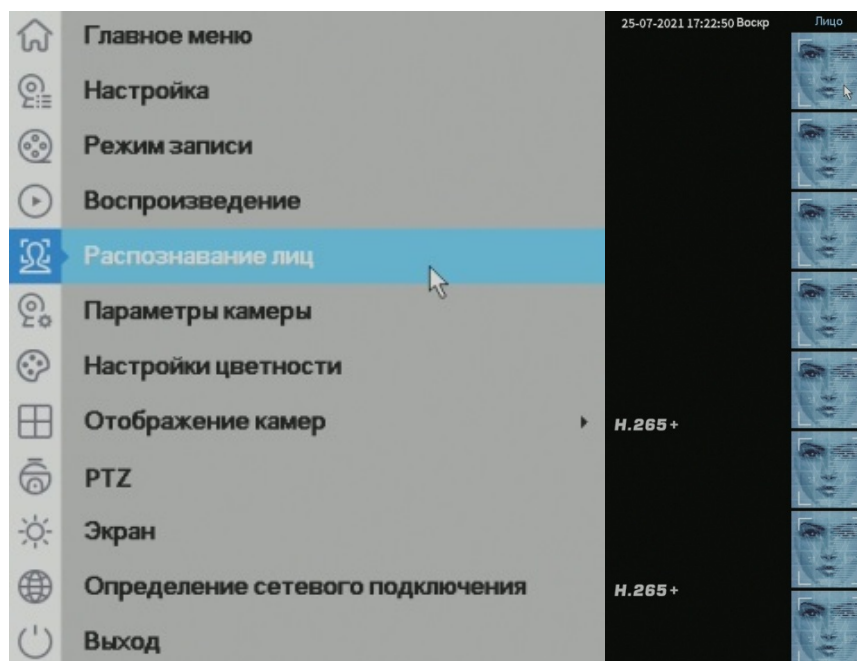 Главное меню
Настройка
Режим записи
Воспроизведение
Распознавание лиц
Параметры камеры
Настройки цветности
Отображение камер
PTZ
Экран
Определение сетевого подключения
Выход
25-07-2021 17:22:50 Воскр
Лицо
H.265+
H.265+